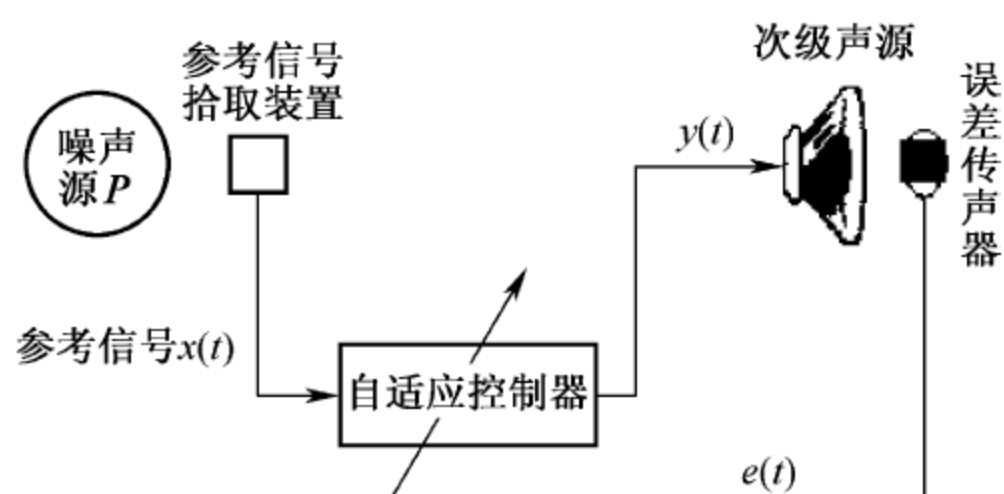 次级声源
参考信号
拾取装置
噪声
源P
y(t)
误差传声器
参考信号x(t)
自适应控制器
e(t)